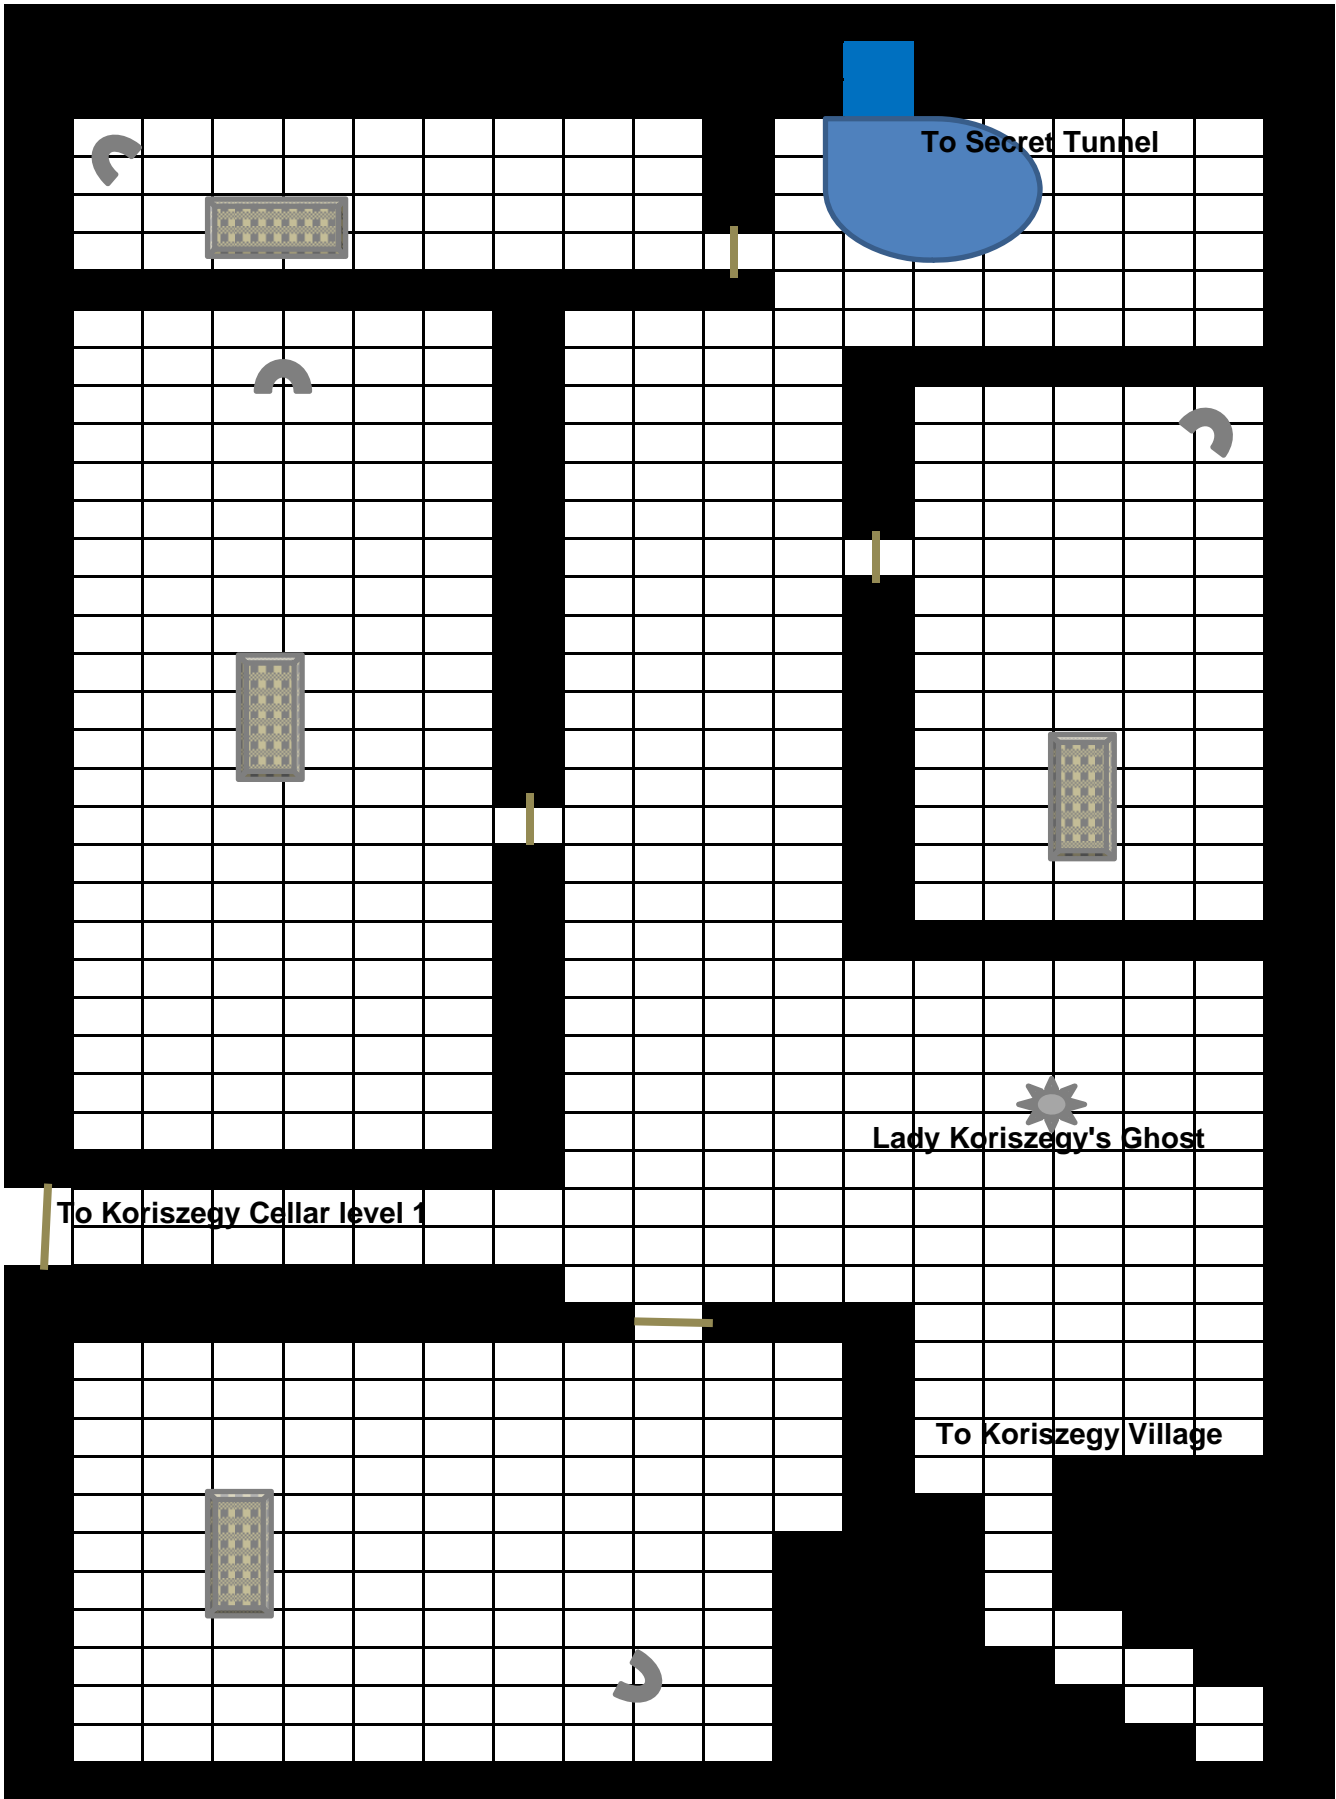 To Secret Tunnel
Lady Koriszegy's Ghost
To Koriszegy Cellar level 1
To Koriszegy Village